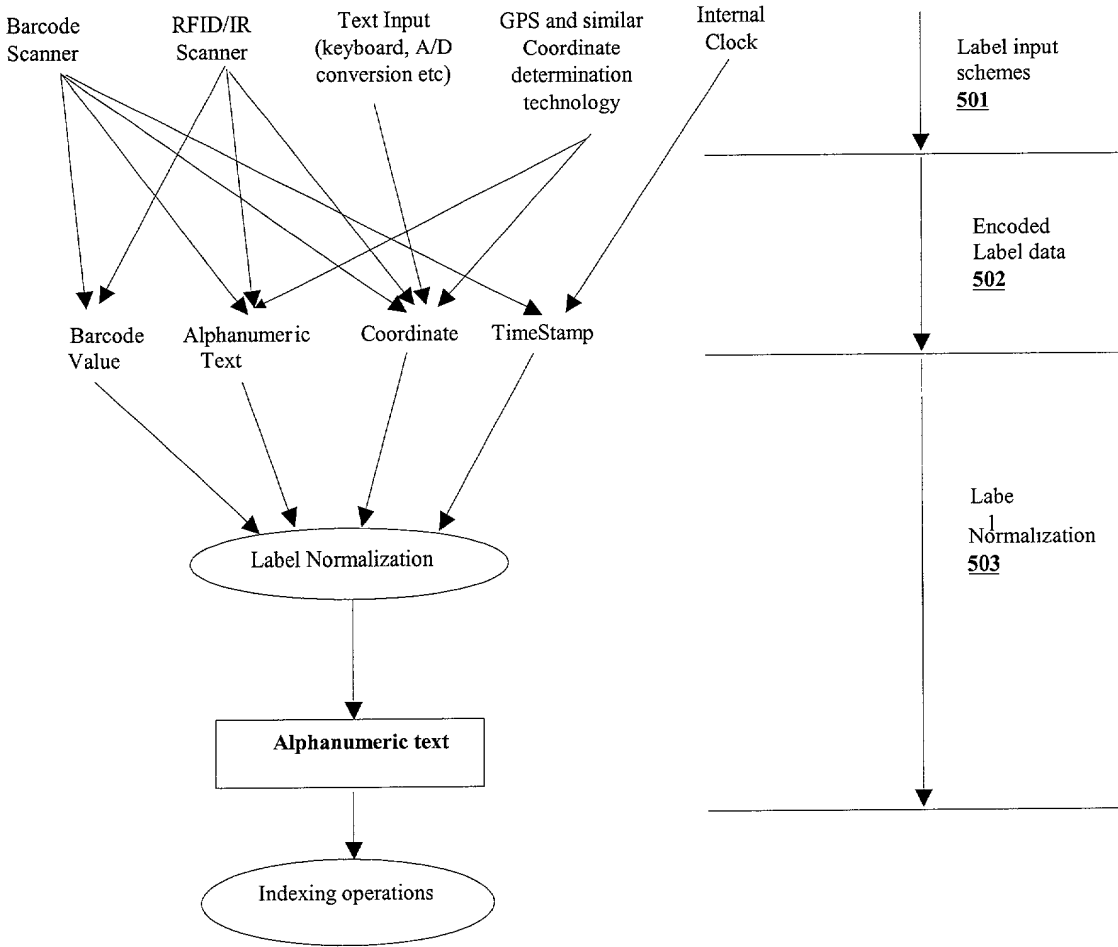 Barcode
Scanner
RFID/IR
Scanner
Text Input
(keyboard, A/D
conversion etc)
GPS and similar
Coordinate
determination
technology
Internal
Clock
Label input
schemes
501
Encoded
Label data
502
Barcode
Value
Alphanumeric
Text
Coordinate
TimeStamp
Labe
l
Normalization
503
Label Normalization
Alphanumeric text
Indexing operations